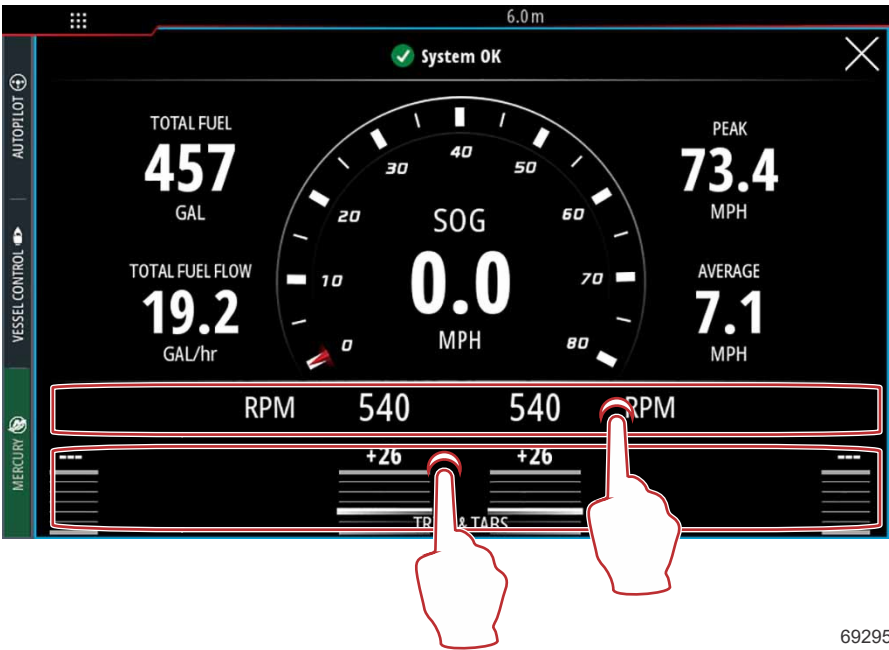 6.0 m
System OK
AUTOPILOT
VESSEL CONTROL
MERCURY
TOTAL FUEL
457
GAL
TOTAL FUEL FLOW
19.2
GAL/hr
0
10
20
30
40
50
60
70
80
SOG
0.0
MPH
PEAK
73.4
MPH
AVERAGE
7.1
MPH
RPM 540 540 RPM
--- +26 +26 ---
& TABS
69295